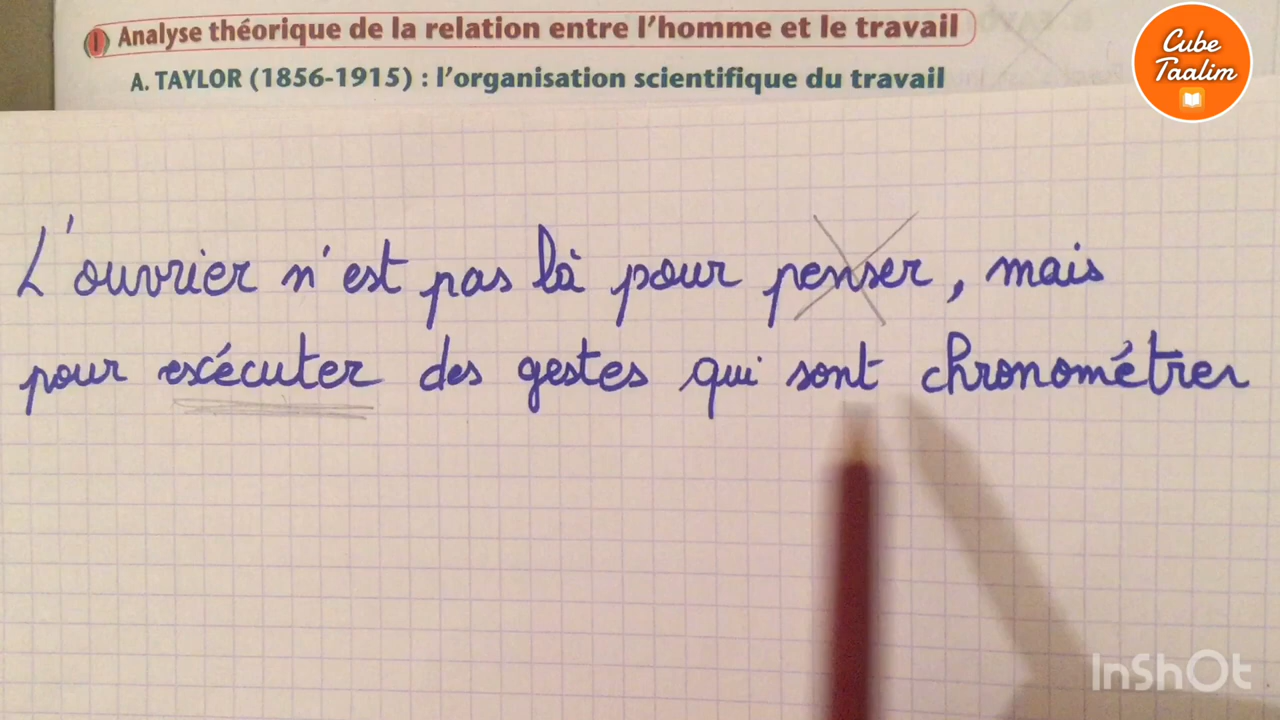 I Analyse théorique de la relation entre l'homme et le travail
A. TAYLOR (1856-1915) : l'organisation scientifique du travail
Cube
Taalim
L'ouvrier n'est pas là pour penser, mais
pour exécuter des gestes qui sont chronométrer
InShOt